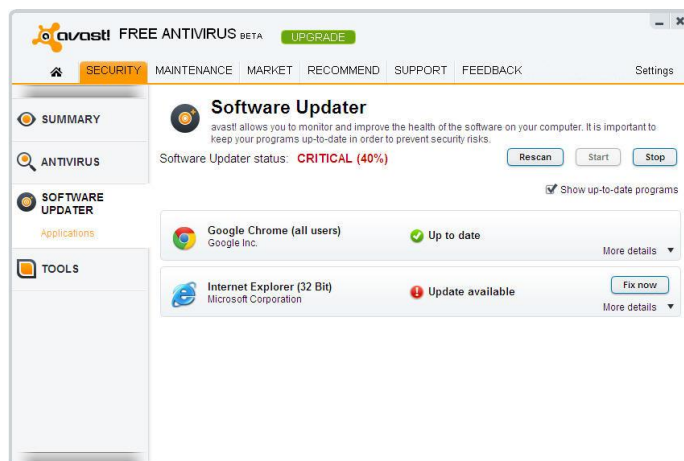 avast! FREE ANTIVIRUS BETA UPGRADE
SECURITY MAINTENANCE MARKET RECOMMEND SUPPORT FEEDBACK Settings
SUMMARY
ANTIVIRUS
SOFTWARE
UPDATER
Applications
TOOLS
Software Updater
avast! allows you to monitor and improve the health of the software on your computer. It is important to
keep your programs up-to-date in order to prevent security risks.
Software Updater status: CRITICAL (40%)
Rescan Start Stop
Show up-to-date programs
Google Chrome (all users)
Google Inc.
Up to date
More details
Internet Explorer (32 Bit)
Microsoft Corporation
Update available
Fix now
More details